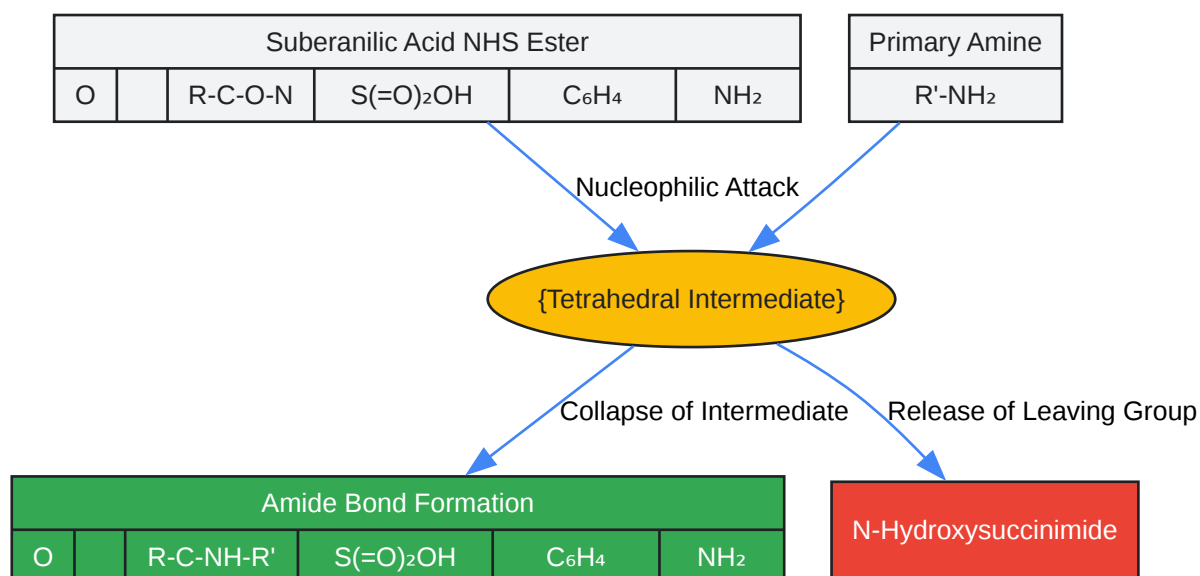 Suberanilic Acid NHS Ester
Primary Amine
O R-C-O-N S(=O)₂OH C₆H₄ NH₂
R'-NH₂
Nucleophilic Attack
{Tetrahedral Intermediate}
Collapse of Intermediate
Release of Leaving Group
Amide Bond Formation
O R-C-NH-R' S(=O)₂OH C₆H₄ NH₂
N-Hydroxysuccinimide